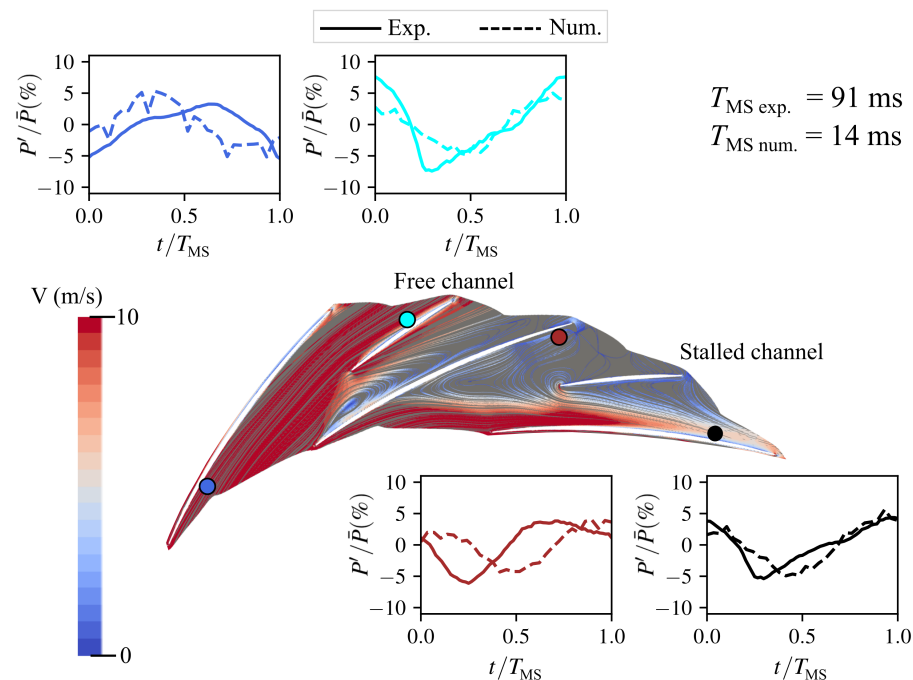 Exp. Num.
10
5
0
−5
−10
P′/P̄(%)
0.0 0.5 1.0
t/T_MS
10
5
0
−5
−10
P′/P̄(%)
0.0 0.5 1.0
t/T_MS
T_MS exp. = 91 ms
T_MS num. = 14 ms
Free channel
V (m/s)
10
0
Stalled channel
10
5
0
−5
−10
P′/P̄(%)
0.0 0.5 1.0
t/T_MS
10
5
0
−5
−10
P′/P̄(%)
0.0 0.5 1.0
t/T_MS